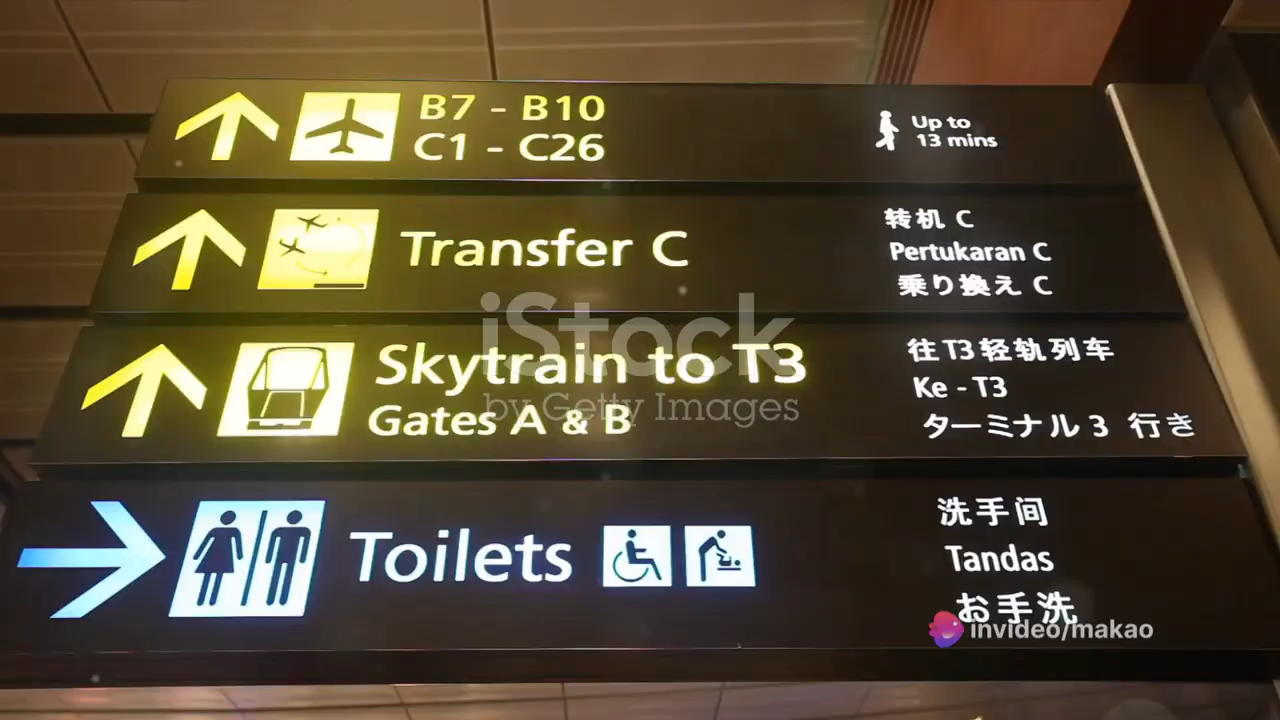 B7 - B10
C1 - C26
Up to
13 mins
Transfer C
转机 C
Pertukaran C
乗り換え C
Skytrain to T3
Gates A & B
往T3轻轨列车
Ke - T3
ターミナル 3 行き
Toilets
洗手间
Tandas
お手洗
iStock
by Getty Images
invideo/makao